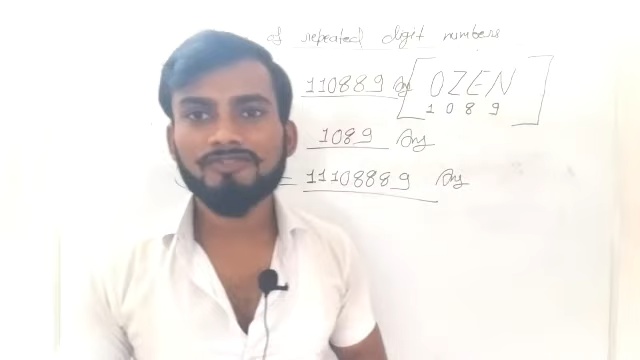 of repeated digit numbers
110889 Ans [OZEN]
1 0 8 9
1089 Ans
= 11108889 Ans